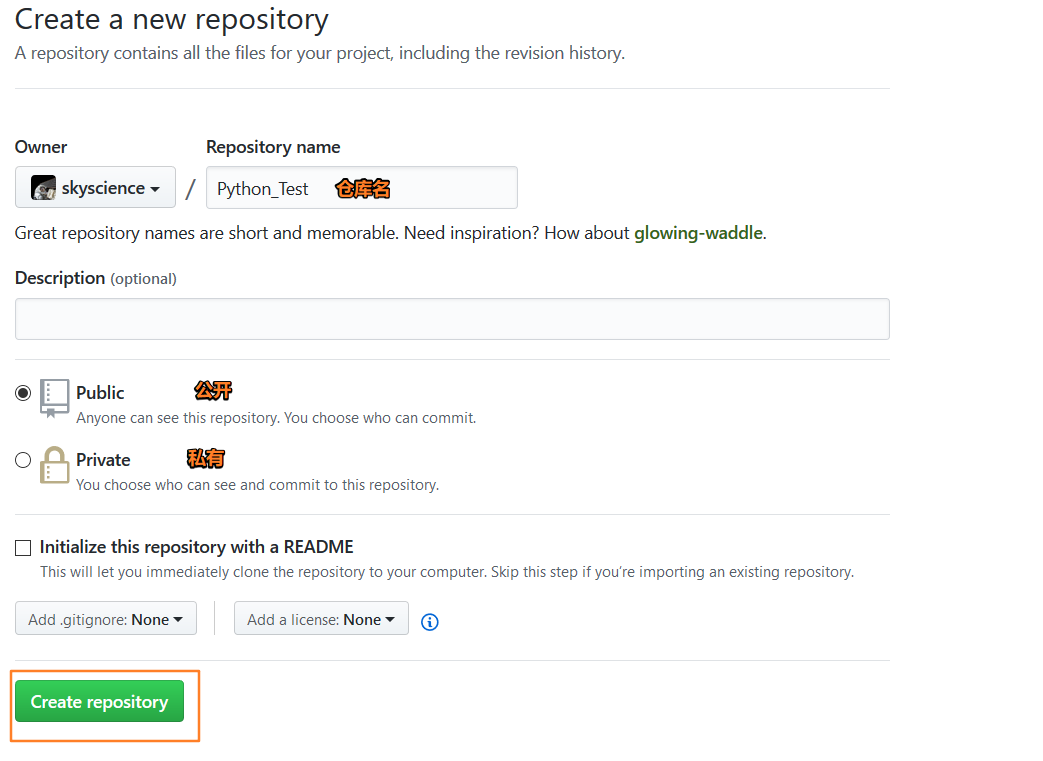 Create a new repository
A repository contains all the files for your project, including the revision history.
Owner
Repository name
skyscience
/
Python_Test 仓库名
Great repository names are short and memorable. Need inspiration? How about glowing-waddle.
Description (optional)
Public 公开
Anyone can see this repository. You choose who can commit.
Private 私有
You choose who can see and commit to this repository.
Initialize this repository with a README
This will let you immediately clone the repository to your computer. Skip this step if you’re importing an existing repository.
Add .gitignore: None
Add a license: None
Create repository